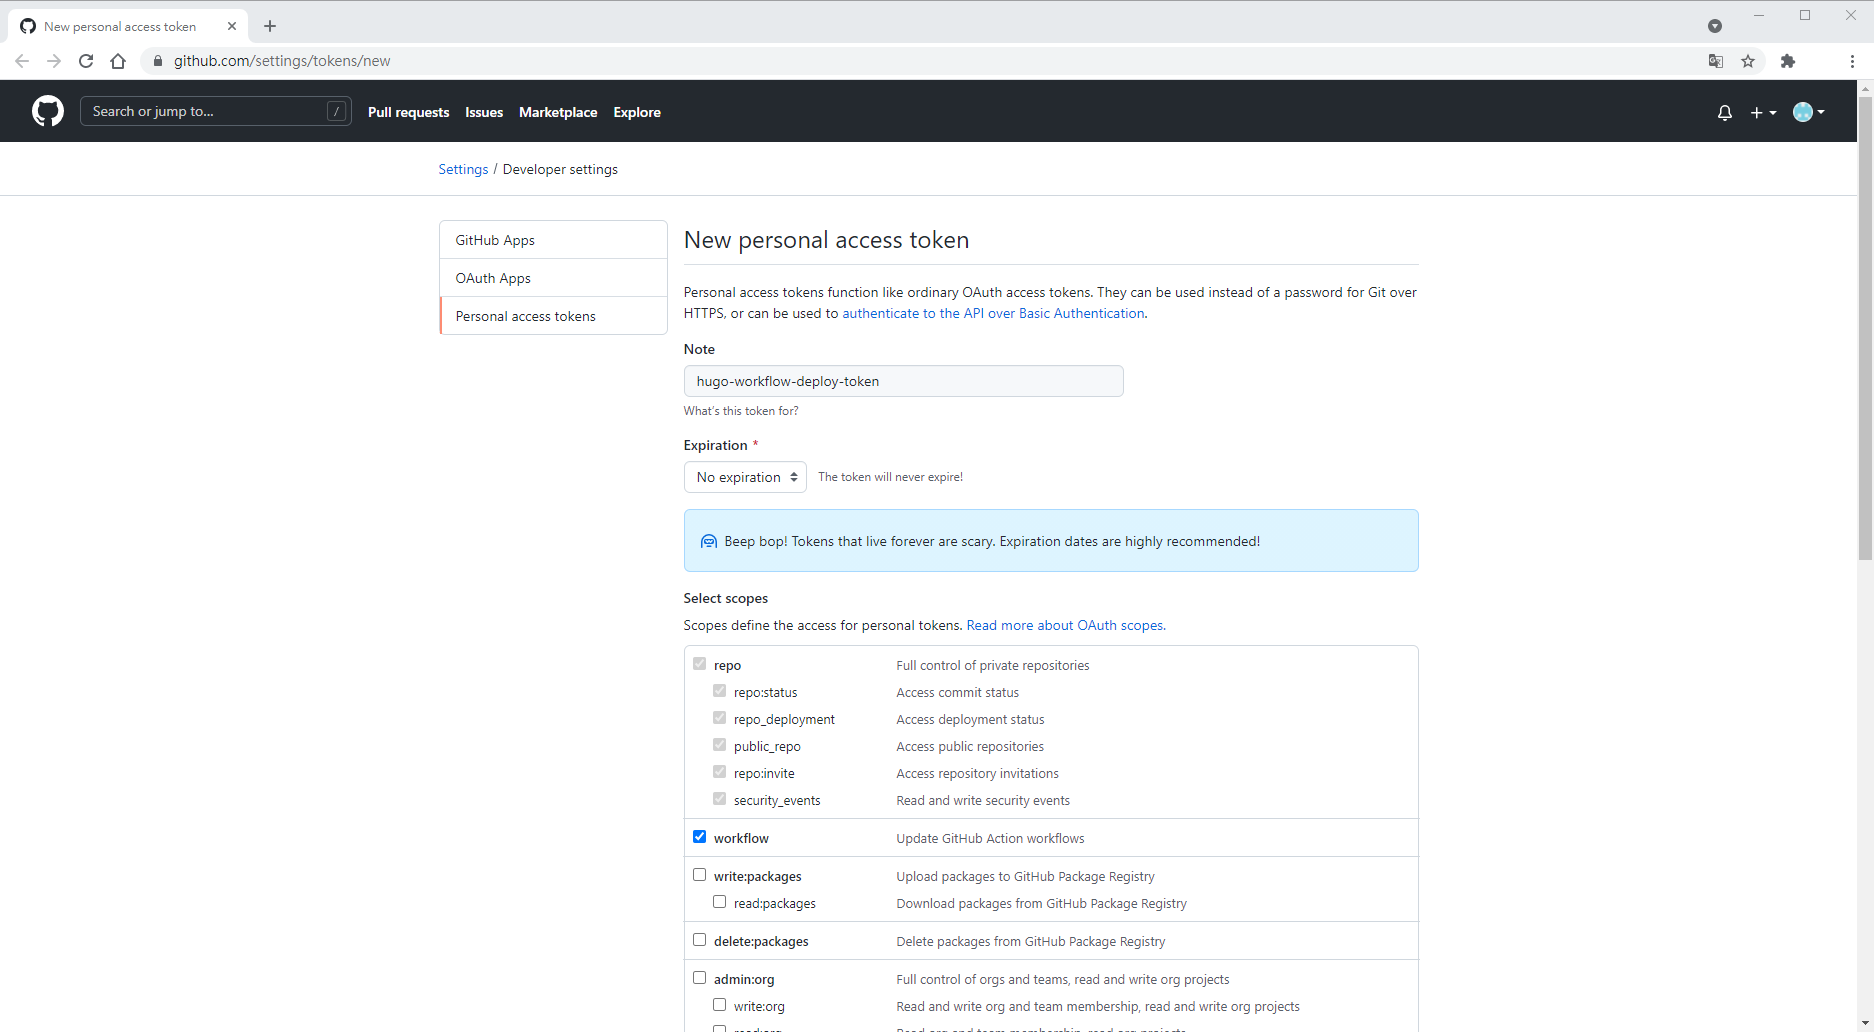 New personal access token
github.com/settings/tokens/new
Search or jump to... /
Pull requests Issues Marketplace Explore
Settings / Developer settings
GitHub Apps
OAuth Apps
Personal access tokens
New personal access token
Personal access tokens function like ordinary OAuth access tokens. They can be used instead of a password for Git over
HTTPS, or can be used to authenticate to the API over Basic Authentication.
Note
hugo-workflow-deploy-token
What's this token for?
Expiration *
No expiration The token will never expire!
Beep bop! Tokens that live forever are scary. Expiration dates are highly recommended!
Select scopes
Scopes define the access for personal tokens. Read more about OAuth scopes.
repo Full control of private repositories
repo:status Access commit status
repo_deployment Access deployment status
public_repo Access public repositories
repo:invite Access repository invitations
security_events Read and write security events
workflow Update GitHub Action workflows
write:packages Upload packages to GitHub Package Registry
read:packages Download packages from GitHub Package Registry
delete:packages Delete packages from GitHub Package Registry
admin:org Full control of orgs and teams, read and write org projects
write:org Read and write org and team membership, read and write org projects
read:org Read org and team membership, read org projects